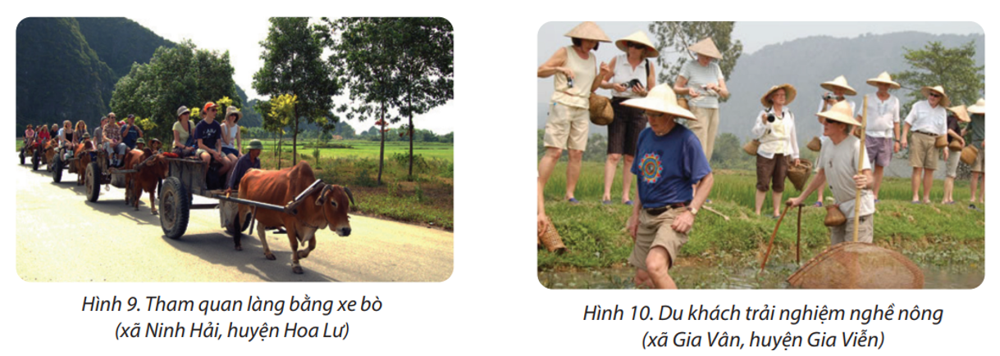 Hình 9. Tham quan làng bằng xe bò
(xã Ninh Hải, huyện Hoa Lư)
Hình 10. Du khách trải nghiệm nghề nông
(xã Gia Vân, huyện Gia Viễn)